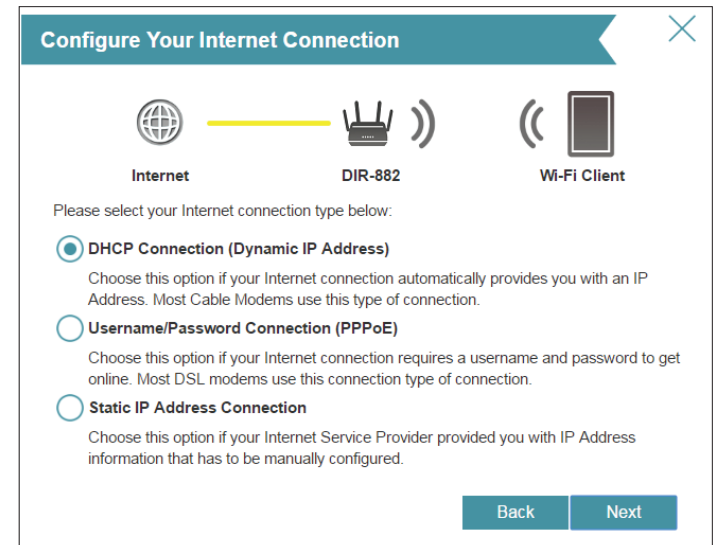 Configure Your Internet Connection
Internet
DIR-882
Wi-Fi Client
Please select your Internet connection type below:
DHCP Connection (Dynamic IP Address)
Choose this option if your Internet connection automatically provides you with an IP
Address. Most Cable Modems use this type of connection.
Username/Password Connection (PPPoE)
Choose this option if your Internet connection requires a username and password to get
online. Most DSL modems use this connection type of connection.
Static IP Address Connection
Choose this option if your Internet Service Provider provided you with IP Address
information that has to be manually configured.
Back
Next